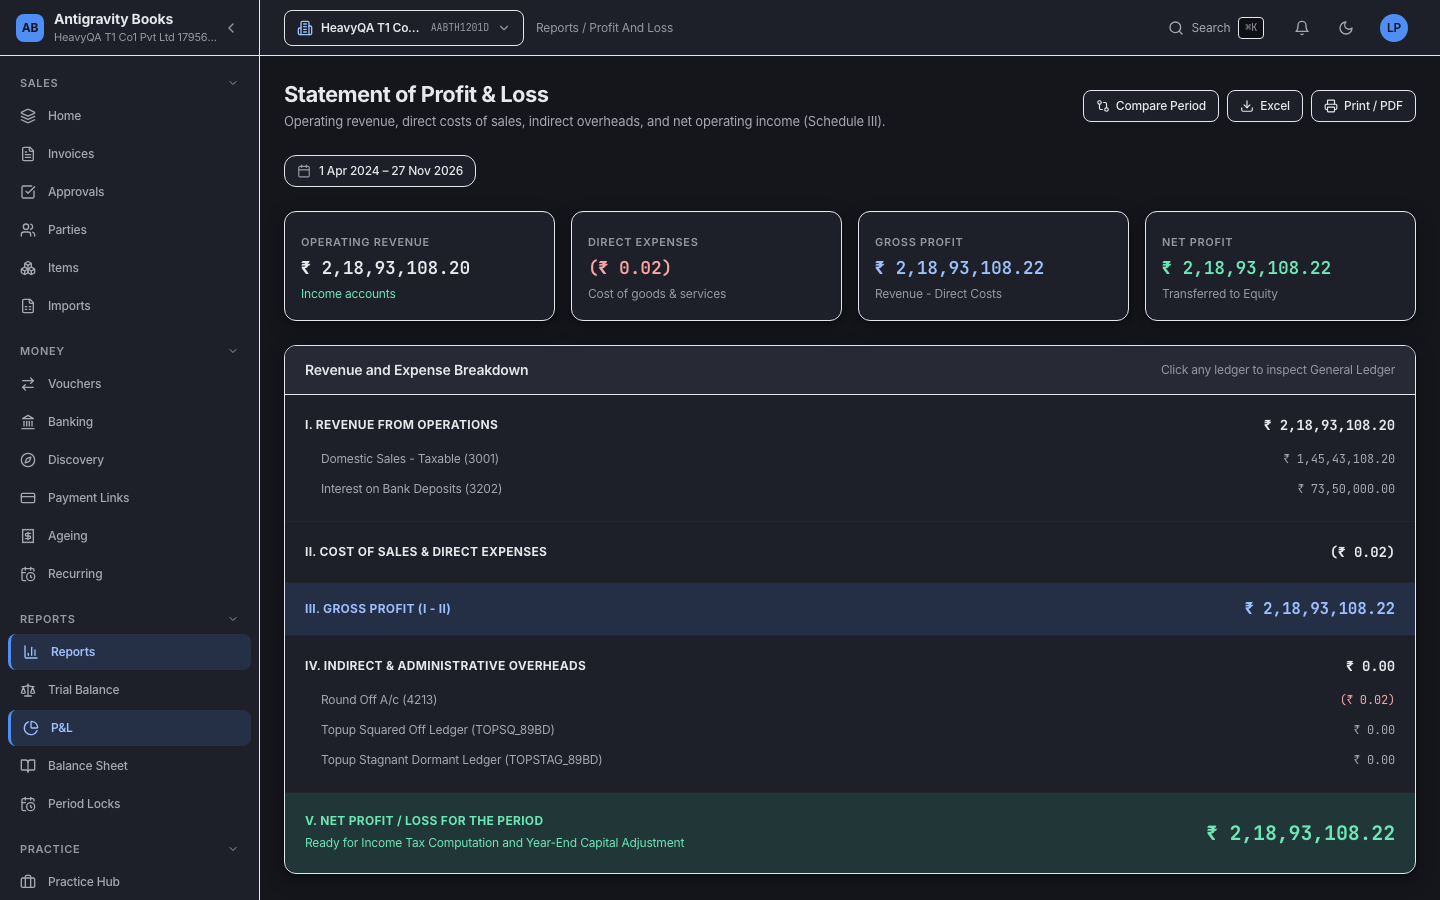 AB
Antigravity Books
HeavyQA T1 Co1 Pvt Ltd 17956...
SALES
Home
Invoices
Approvals
Parties
Items
Imports
MONEY
Vouchers
Banking
Discovery
Payment Links
Ageing
Recurring
REPORTS
Reports
Trial Balance
P&L
Balance Sheet
Period Locks
PRACTICE
Practice Hub
HeavyQA T1 Co... AABTH1201D
Reports / Profit And Loss
Search ⌘K
LP
Statement of Profit & Loss
Operating revenue, direct costs of sales, indirect overheads, and net operating income (Schedule III).
Compare Period
Excel
Print / PDF
1 Apr 2024 – 27 Nov 2026
OPERATING REVENUE
₹ 2,18,93,108.20
Income accounts
DIRECT EXPENSES
(₹ 0.02)
Cost of goods & services
GROSS PROFIT
₹ 2,18,93,108.22
Revenue - Direct Costs
NET PROFIT
₹ 2,18,93,108.22
Transferred to Equity
Revenue and Expense Breakdown
Click any ledger to inspect General Ledger
I. REVENUE FROM OPERATIONS ₹ 2,18,93,108.20
Domestic Sales - Taxable (3001) ₹ 1,45,43,108.20
Interest on Bank Deposits (3202) ₹ 73,50,000.00
II. COST OF SALES & DIRECT EXPENSES (₹ 0.02)
III. GROSS PROFIT (I - II) ₹ 2,18,93,108.22
IV. INDIRECT & ADMINISTRATIVE OVERHEADS ₹ 0.00
Round Off A/c (4213) (₹ 0.02)
Topup Squared Off Ledger (TOPSQ_89BD) ₹ 0.00
Topup Stagnant Dormant Ledger (TOPSTAG_89BD) ₹ 0.00
V. NET PROFIT / LOSS FOR THE PERIOD
Ready for Income Tax Computation and Year-End Capital Adjustment
₹ 2,18,93,108.22